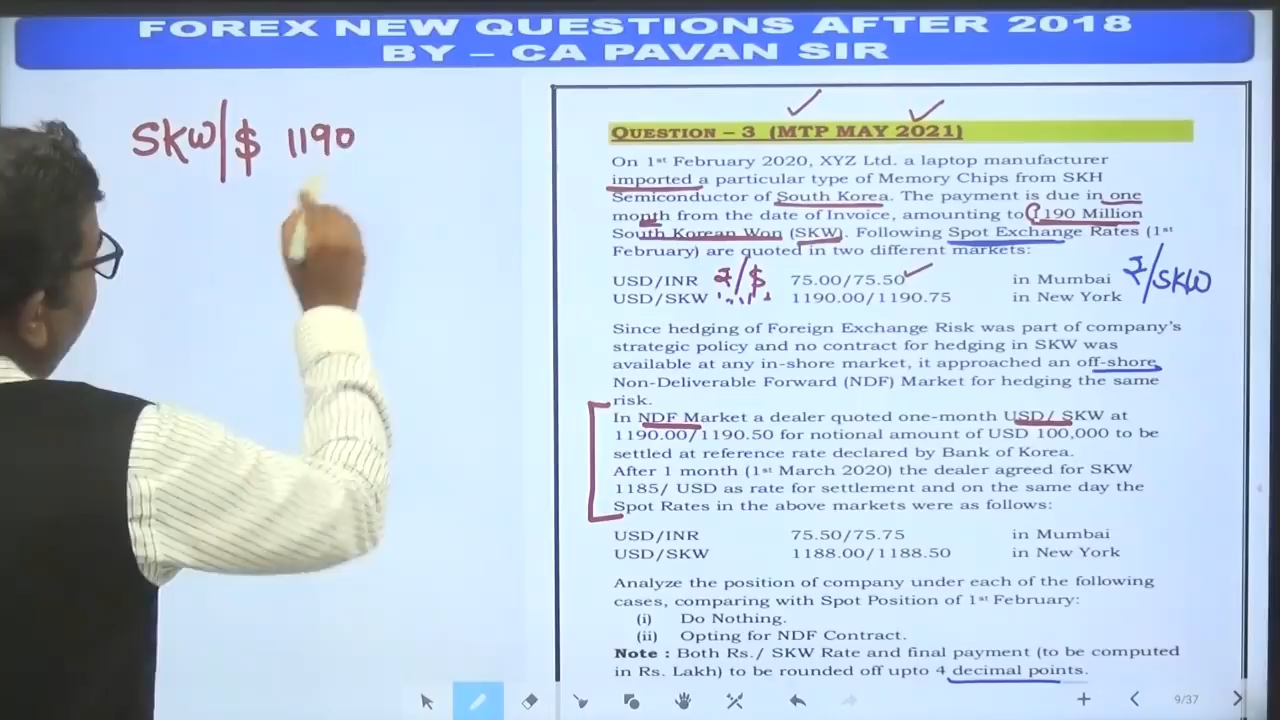 FOREX NEW QUESTIONS AFTER 2018
BY – CA PAVAN SIR
SKW/$ 1190
QUESTION – 3 (MTP MAY 2021)
On 1st February 2020, XYZ Ltd. a laptop manufacturer
imported a particular type of Memory Chips from SKH
Semiconductor of South Korea. The payment is due in one
month from the date of Invoice, amounting to 1190 Million
South Korean Won (SKW). Following Spot Exchange Rates (1st
February) are quoted in two different markets:
USD/INR ₹/$ 75.00/75.50 in Mumbai ₹/SKW
USD/SKW 1190.00/1190.75 in New York
Since hedging of Foreign Exchange Risk was part of company's
strategic policy and no contract for hedging in SKW was
available at any in-shore market, it approached an off-shore
Non-Deliverable Forward (NDF) Market for hedging the same
risk.
In NDF Market a dealer quoted one-month USD/ SKW at
1190.00/1190.50 for notional amount of USD 100,000 to be
settled at reference rate declared by Bank of Korea.
After 1 month (1st March 2020) the dealer agreed for SKW
1185/ USD as rate for settlement and on the same day the
Spot Rates in the above markets were as follows:
USD/INR 75.50/75.75 in Mumbai
USD/SKW 1188.00/1188.50 in New York
Analyze the position of company under each of the following
cases, comparing with Spot Position of 1st February:
(i) Do Nothing.
(ii) Opting for NDF Contract.
Note : Both Rs./ SKW Rate and final payment (to be computed
in Rs. Lakh) to be rounded off upto 4 decimal points.
9/37